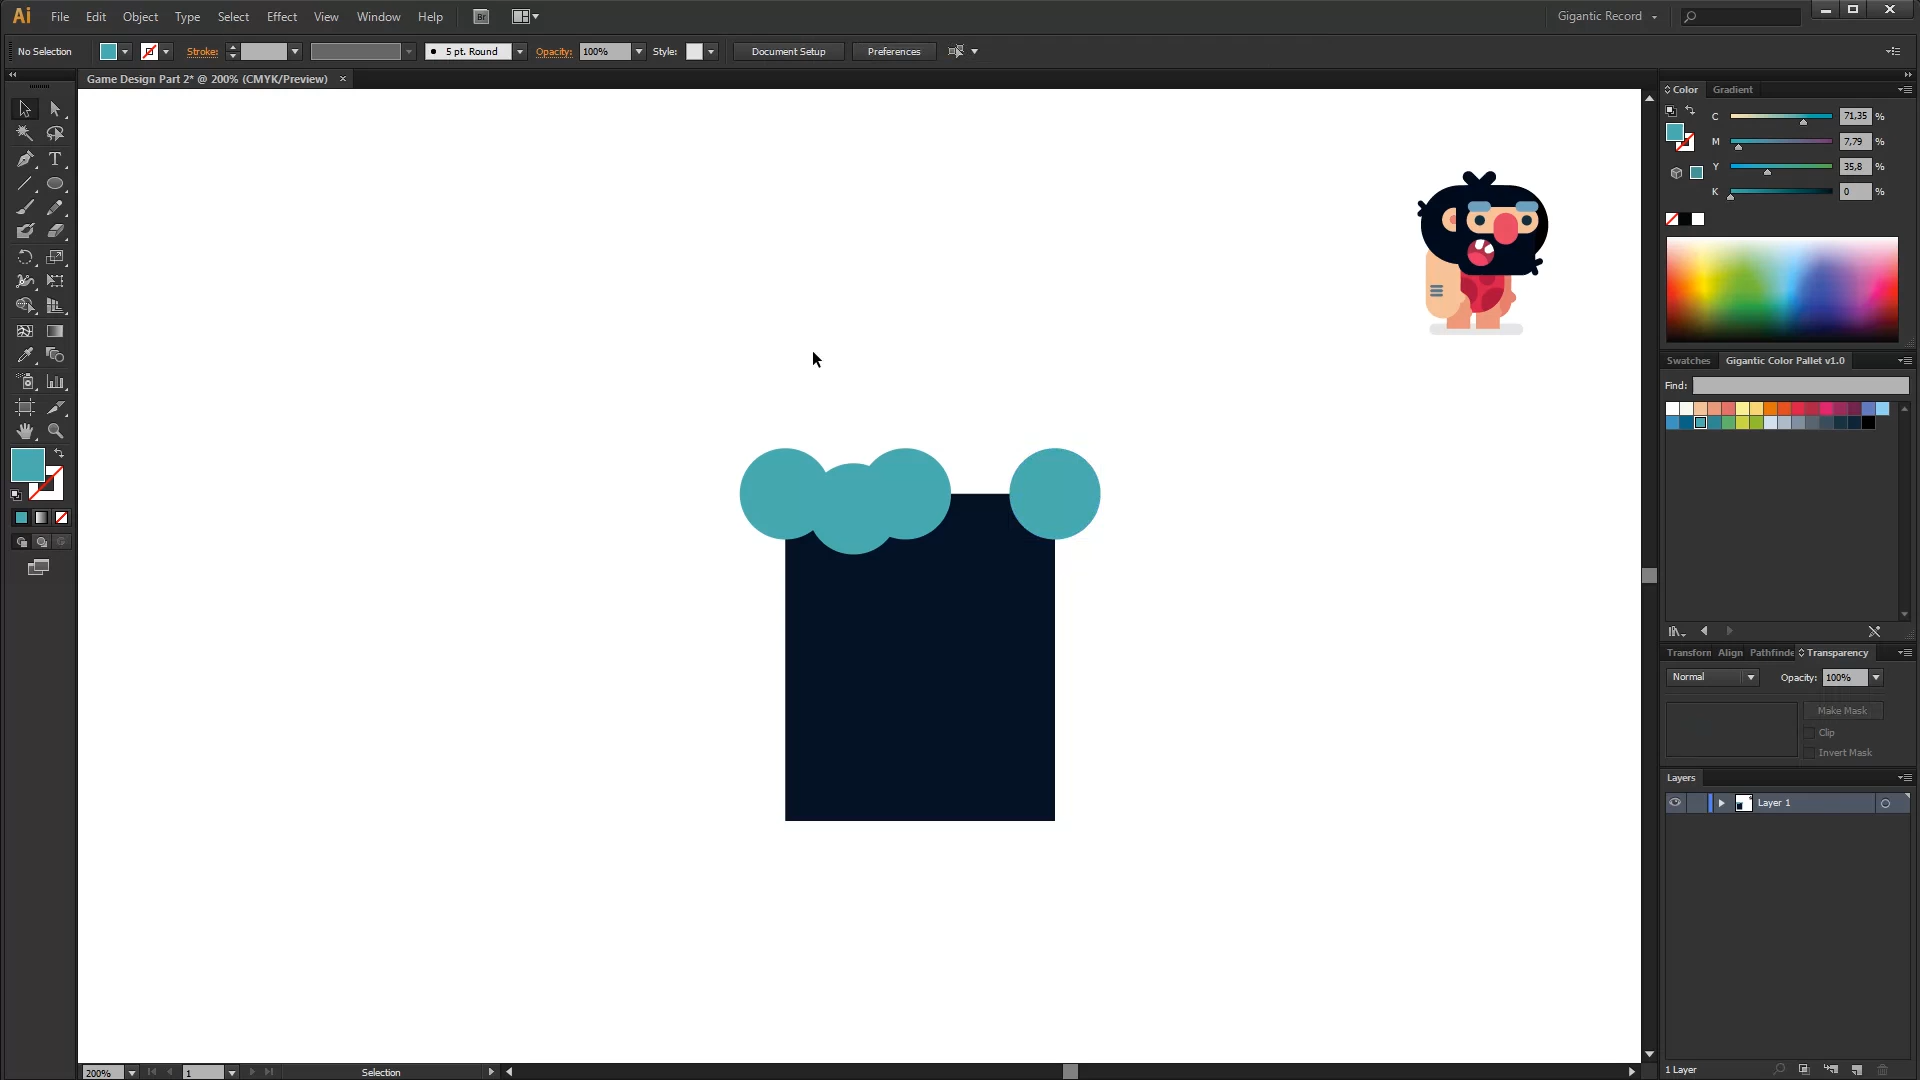 Ai File Edit Object Type Select Effect View Window Help Br Gigantic Record
No Selection Stroke: 5 pt. Round Opacity: 100% Style: Document Setup Preferences
Game Design Part 2* @ 200% (CMYK/Preview) ×
Color Gradient
C 71,35 %
M 7,79 %
Y 35,8 %
K 0 %
Swatches Gigantic Color Pallet v1.0
Find:
Transform Align Pathfinde Transparency
Normal Opacity: 100%
Make Mask
Clip
Invert Mask
Layers
Layer 1
1 Layer
200% 1 Selection